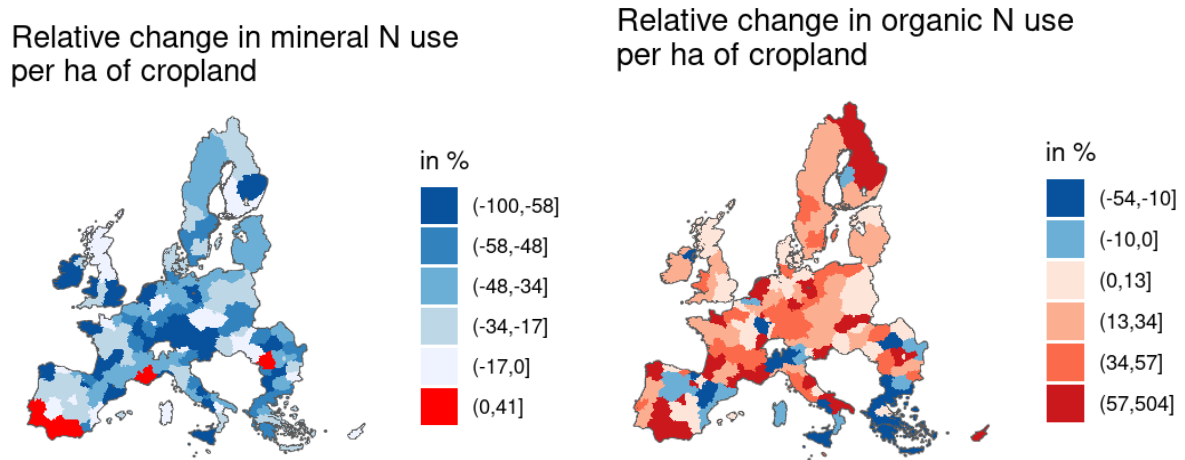 Relative change in mineral N use
per ha of cropland
in %
(-100,-58]
(-58,-48]
(-48,-34]
(-34,-17]
(-17,0]
(0,41]
Relative change in organic N use
per ha of cropland
in %
(-54,-10]
(-10,0]
(0,13]
(13,34]
(34,57]
(57,504]